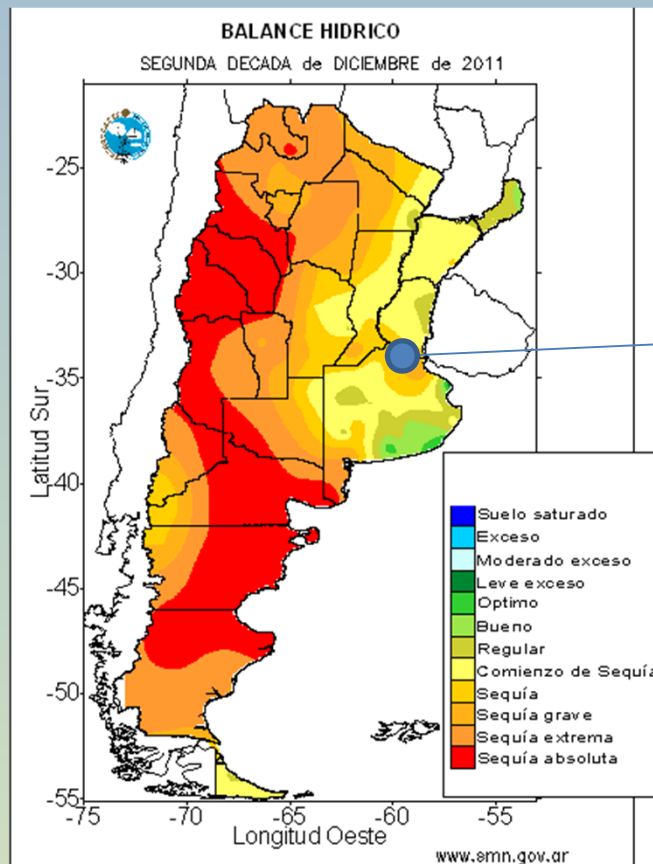 BALANCE HIDRICO
SEGUNDA DECADA de DICIEMBRE de 2011
-25
-30
-35
-40
-45
-50
-55
Latitud Sur
-75
-70
-65
-60
-55
Longitud Oeste
Suelo saturado
Exceso
Moderado exceso
Leve exceso
Optimo
Bueno
Regular
Comienzo de Sequía
Sequía
Sequía grave
Sequía extrema
Sequía absoluta
www.smn.gov.ar